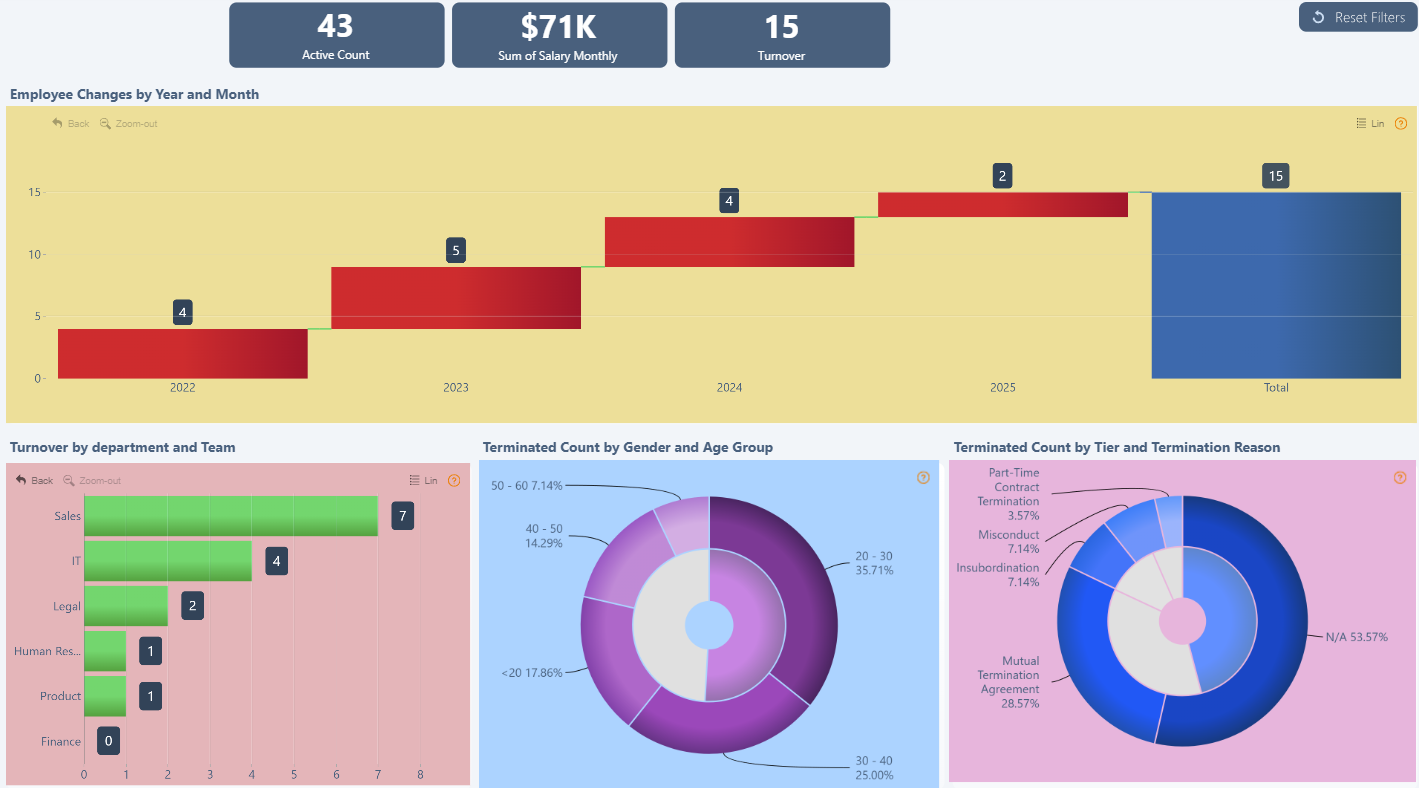 43
Active Count
$71K
Sum of Salary Monthly
15
Turnover
Reset Filters
Employee Changes by Year and Month
Back
Zoom-out
Lin
?
15
10
5
0
4
5
4
2
15
2022
2023
2024
2025
Total
Turnover by department and Team
Back
Zoom-out
Lin
?
Sales
7
IT
4
Legal
2
Human Res...
1
Product
1
Finance
0
0 1 2 3 4 5 6 7 8
Terminated Count by Gender and Age Group
?
50 - 60 7.14%
40 - 50
14.29%
<20 17.86%
20 - 30
35.71%
30 - 40
25.00%
Terminated Count by Tier and Termination Reason
?
Part-Time
Contract
Termination
3.57%
Misconduct
7.14%
Insubordination
7.14%
Mutual
Termination
Agreement
28.57%
N/A 53.57%